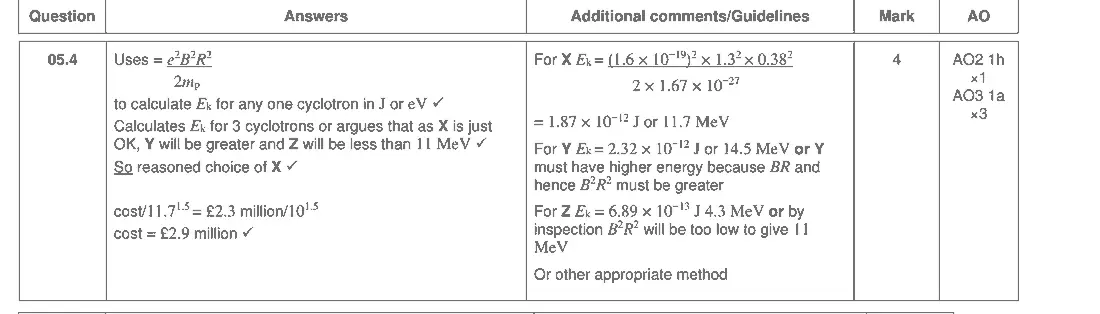 Question Answers Additional comments/Guidelines Mark AO
05.4 Uses = e²B²R² For X Eₖ = (1.6 × 10⁻¹⁹)² × 1.3² × 0.38² 4 AO2 1h
2mₚ 2 × 1.67 × 10⁻²⁷ ×1
to calculate Eₖ for any one cyclotron in J or eV ✓ AO3 1a
×3
Calculates Eₖ for 3 cyclotrons or argues that as X is just = 1.87 × 10⁻¹² J or 11.7 MeV
OK, Y will be greater and Z will be less than 11 MeV ✓ For Y Eₖ = 2.32 × 10⁻¹² J or 14.5 MeV or Y
So reasoned choice of X ✓ must have higher energy because BR and
hence B²R² must be greater
cost/11.7¹·⁵ = £2.3 million/10¹·⁵ For Z Eₖ = 6.89 × 10⁻¹³ J 4.3 MeV or by
cost = £2.9 million ✓ inspection B²R² will be too low to give 11
MeV
Or other appropriate method